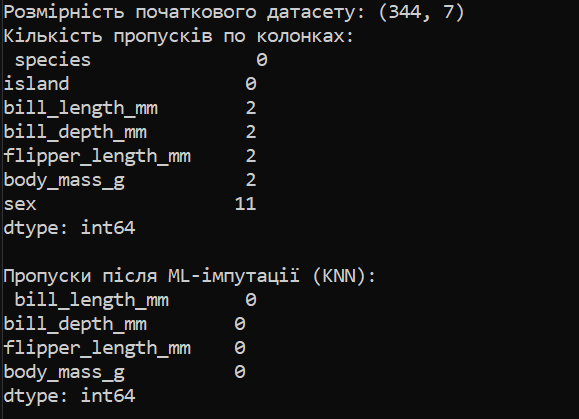 Розмірність початкового датасету: (344, 7)
Кількість пропусків по колонках:
 species             0
island              0
bill_length_mm      2
bill_depth_mm       2
flipper_length_mm   2
body_mass_g         2
sex                11
dtype: int64

Пропуски після ML-імпутації (KNN):
 bill_length_mm      0
bill_depth_mm       0
flipper_length_mm   0
body_mass_g         0
dtype: int64